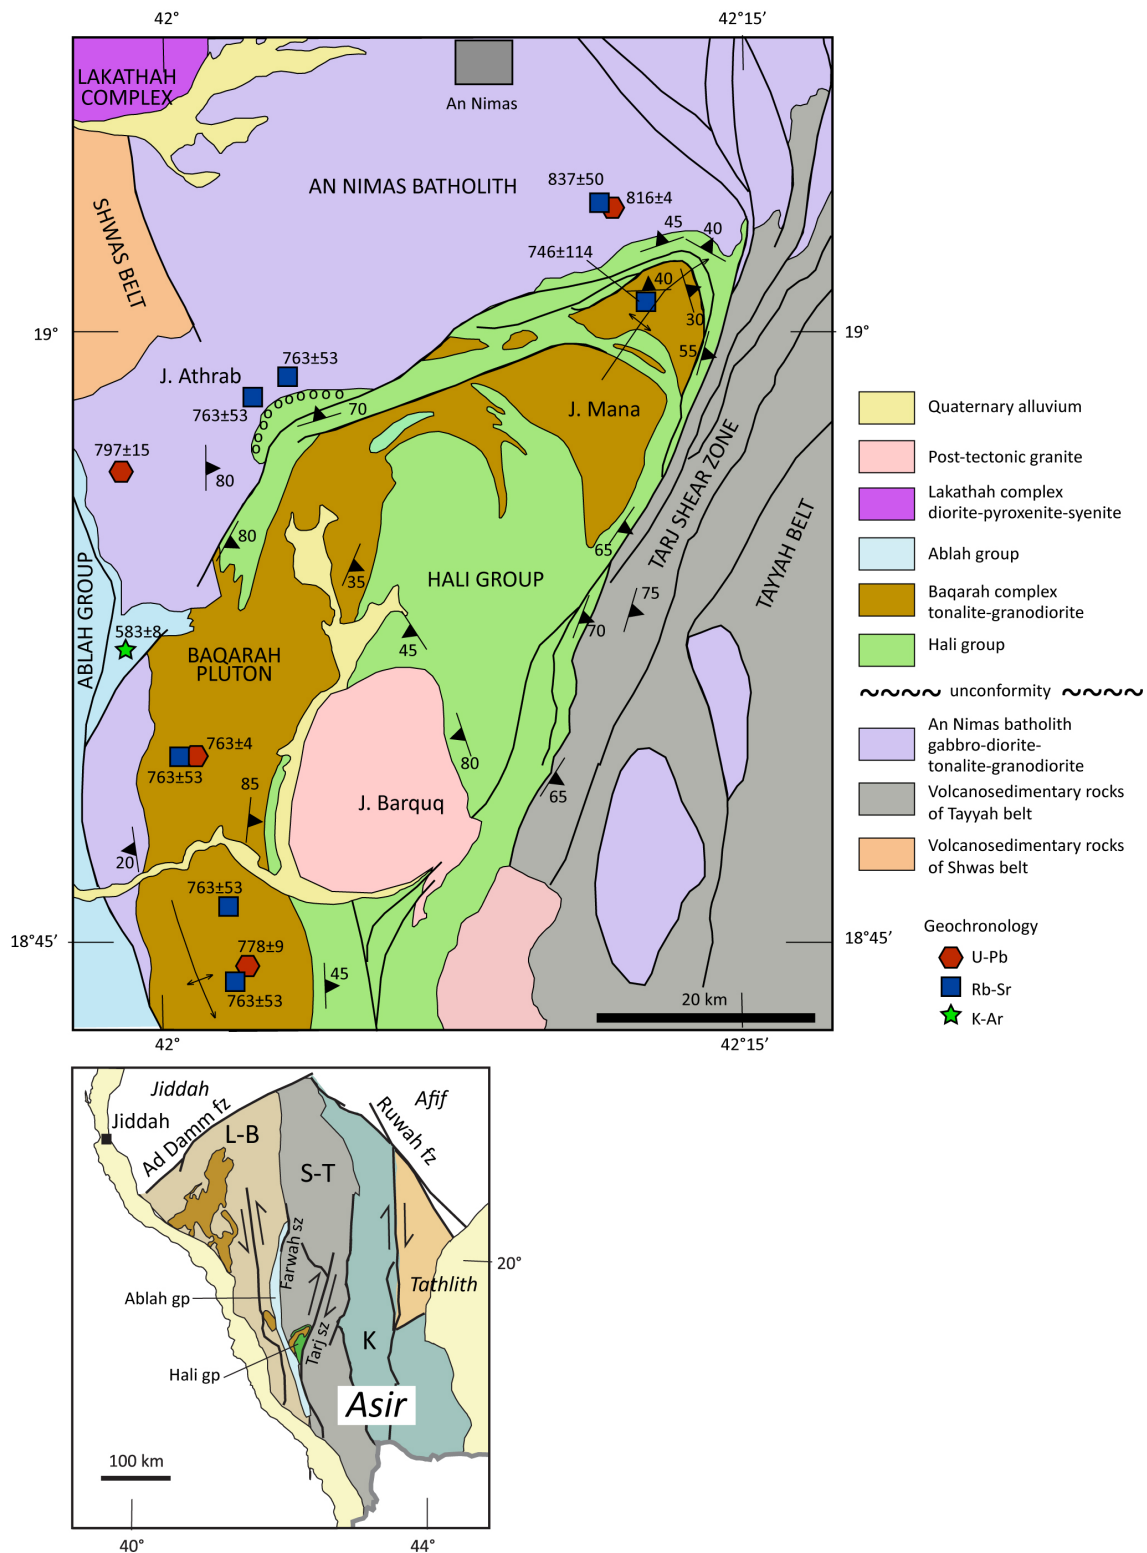 42°
42°15′
LAKATHAH
COMPLEX
An Nimas
AN NIMAS BATHOLITH
837±50
816±4
SHWAS BELT
45
40
746±114
40
30
19°
19°
55
763±53
J. Athrab
763±53
70
J. Mana
797±15
80
TARJ SHEAR ZONE
TAYYAH BELT
80
65
35
HALI GROUP
75
ABLAH GROUP
583±8
70
45
BAQARAH
PLUTON
763±4
763±53
80
85
65
J. Barquq
20
763±53
18°45′
18°45′
778±9
763±53
45
20 km
42°
42°15′
Quaternary alluvium
Post-tectonic granite
Lakathah complex
diorite-pyroxenite-syenite
Ablah group
Baqarah complex
tonalite-granodiorite
Hali group
unconformity
An Nimas batholith
gabbro-diorite-
tonalite-granodiorite
Volcanosedimentary rocks
of Tayyah belt
Volcanosedimentary rocks
of Shwas belt
Geochronology
U-Pb
Rb-Sr
K-Ar
Jiddah
Jiddah
Ad Damm fz
Afif
Ruwah fz
L-B
S-T
Farwah sz
20°
Tathlith
Ablah gp
Tarj sz
K
Hali gp
Asir
100 km
40°
44°